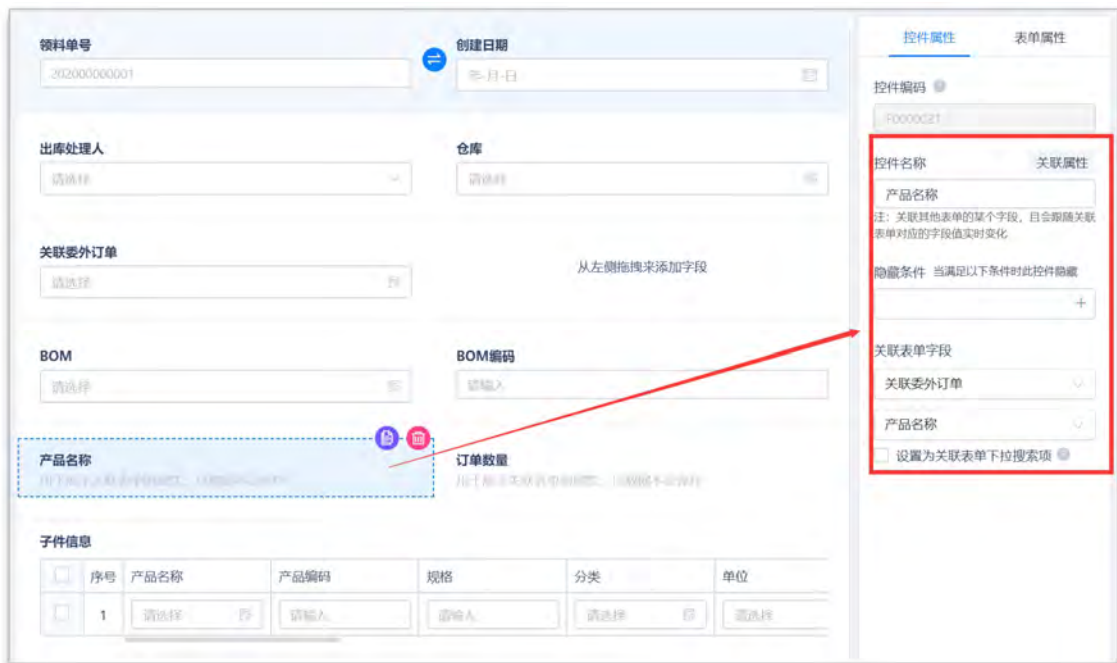 领料单号
202000000001
创建日期
年-月-日
出库处理人
请选择
仓库
请选择
关联委外订单
请选择
从左侧拖拽来添加字段
BOM
请选择
BOM编码
请输入
产品名称
订单数量
子件信息
序号 产品名称 产品编码 规格 分类 单位
1 请选择 请输入 请输入 请选择 请选择
控件属性 表单属性
控件编码
F0000021
控件名称 关联属性
产品名称
注：关联其他表单的某个字段，且会跟随关联
表单对应的字段值实时变化
隐藏条件 当满足以下条件时此控件隐藏
关联表单字段
关联委外订单
产品名称
设置为关联表单下拉搜索项